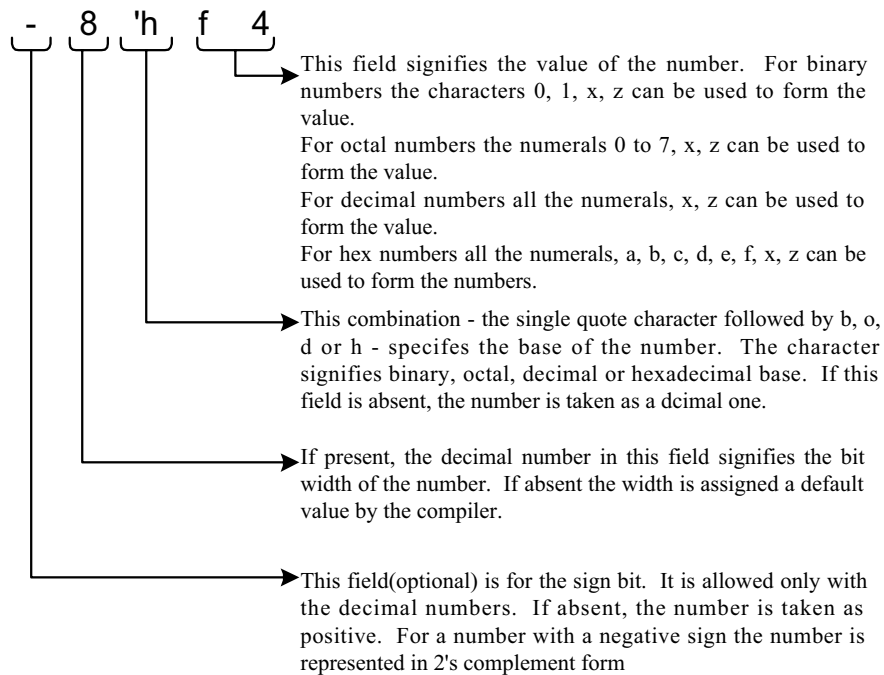 - 8 'h f 4
This field signifies the value of the number. For binary
numbers the characters 0, 1, x, z can be used to form the
value.
For octal numbers the numerals 0 to 7, x, z can be used to
form the value.
For decimal numbers all the numerals, x, z can be used to
form the value.
For hex numbers all the numerals, a, b, c, d, e, f, x, z can be
used to form the numbers.
This combination - the single quote character followed by b, o,
d or h - specifes the base of the number. The character
signifies binary, octal, decimal or hexadecimal base. If this
field is absent, the number is taken as a dcimal one.
If present, the decimal number in this field signifies the bit
width of the number. If absent the width is assigned a default
value by the compiler.
This field(optional) is for the sign bit. It is allowed only with
the decimal numbers. If absent, the number is taken as
positive. For a number with a negative sign the number is
represented in 2's complement form